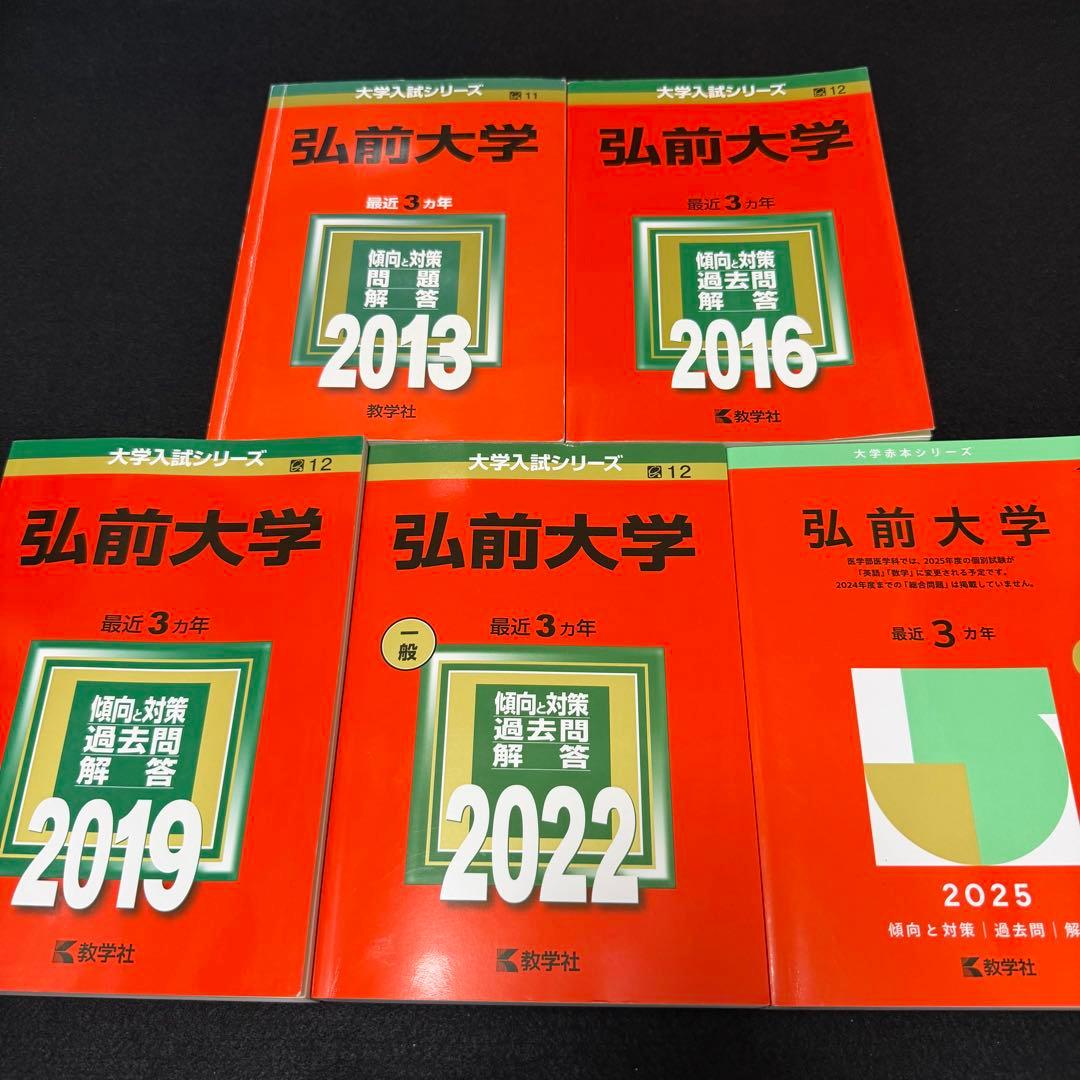 大学入試シリーズ
11
弘前大学
最近3ヵ年
傾向と対策
問題
解答
2013
教学社
大学入試シリーズ
12
弘前大学
最近3ヵ年
傾向と対策
過去問
解答
2016
教学社
大学入試シリーズ
12
弘前大学
最近3ヵ年
傾向と対策
過去問
解答
2019
教学社
大学入試シリーズ
12
弘前大学
最近3ヵ年
一般
傾向と対策
過去問
解答
2022
教学社
大学赤本シリーズ
弘前大学
医学部医学科では、2025年度の個別試験が
「英語」「数学」に変更される予定です。
2024年度までの「総合問題」は掲載していません。
最近3ヵ年
2025
傾向と対策|過去問|解
教学社